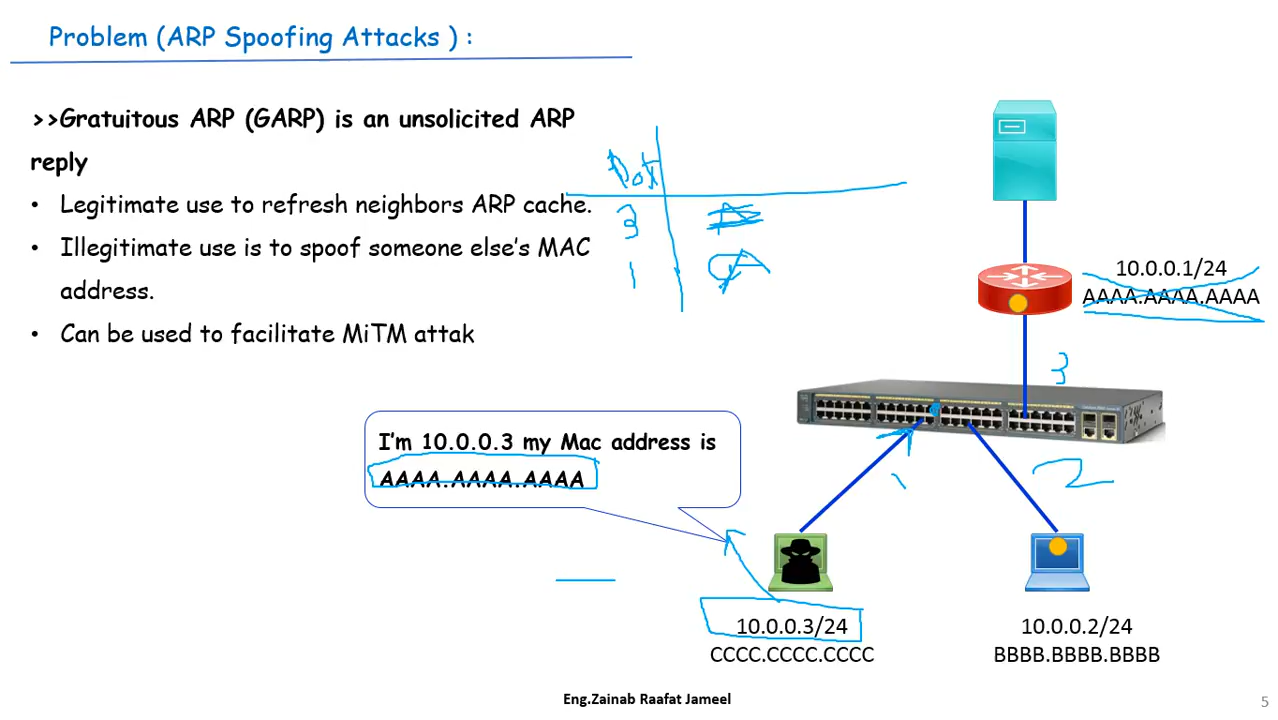 Problem (ARP Spoofing Attacks ) :
>>Gratuitous ARP (GARP) is an unsolicited ARP
reply
• Legitimate use to refresh neighbors ARP cache.
• Illegitimate use is to spoof someone else's MAC
address.
• Can be used to facilitate MiTM attak
3
1
10.0.0.1/24
AAAA.AAAA.AAAA
3
I'm 10.0.0.3 my Mac address is
AAAA.AAAA.AAAA
1
2
10.0.0.3/24
CCCC.CCCC.CCCC
10.0.0.2/24
BBBB.BBBB.BBBB
Eng.Zainab Raafat Jameel
5